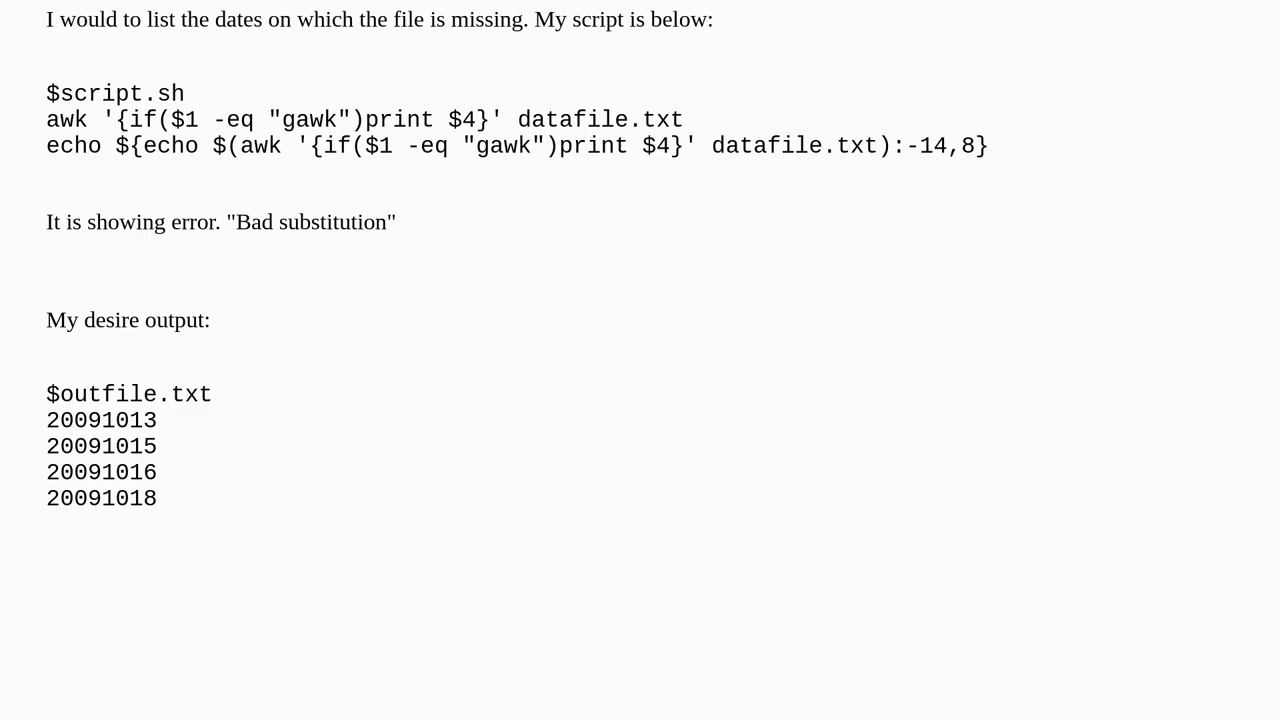 I would to list the dates on which the file is missing. My script is below:
$script.sh
awk '{if($1 -eq "gawk")print $4}' datafile.txt
echo ${echo $(awk '{if($1 -eq "gawk")print $4}' datafile.txt):-14,8}
It is showing error. "Bad substitution"
My desire output:
$outfile.txt
20091013
20091015
20091016
20091018